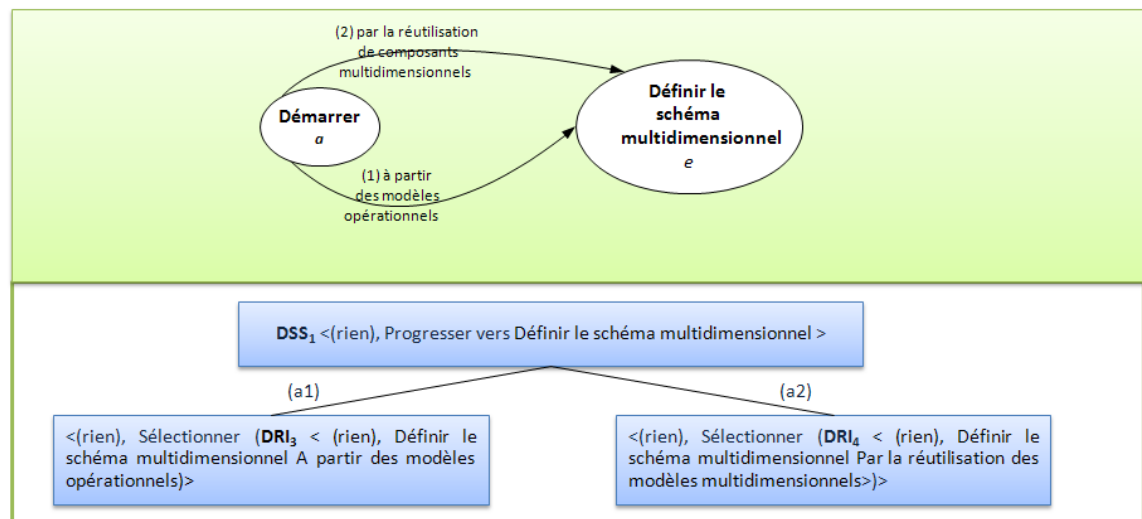 (2) par la réutilisation
de composants
multidimensionnels
Démarrer
a
Définir le
schéma
multidimensionnel
e
(1) à partir
des modèles
opérationnels
DSS1 <(rien), Progresser vers Définir le schéma multidimensionnel >
(a1)
(a2)
<(rien), Sélectionner (DRI3 < (rien), Définir le
schéma multidimensionnel A partir des modèles
opérationnels)>
<(rien), Sélectionner (DRI4 < (rien), Définir le
schéma multidimensionnel Par la réutilisation des
modèles multidimensionnels>)>